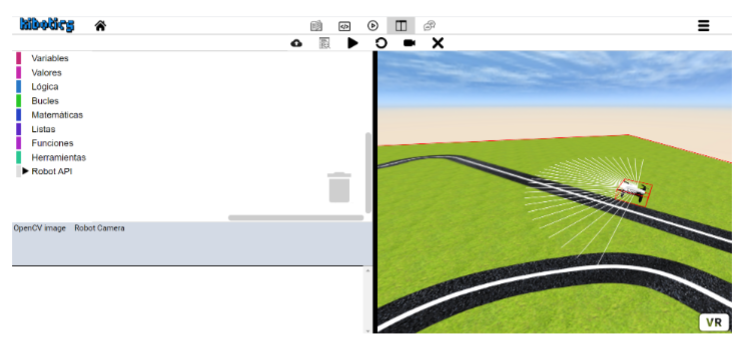 kibotics
Variables
Valores
Lógica
Bucles
Matemáticas
Listas
Funciones
Herramientas
Robot API
OpenCV image Robot Camera
VR